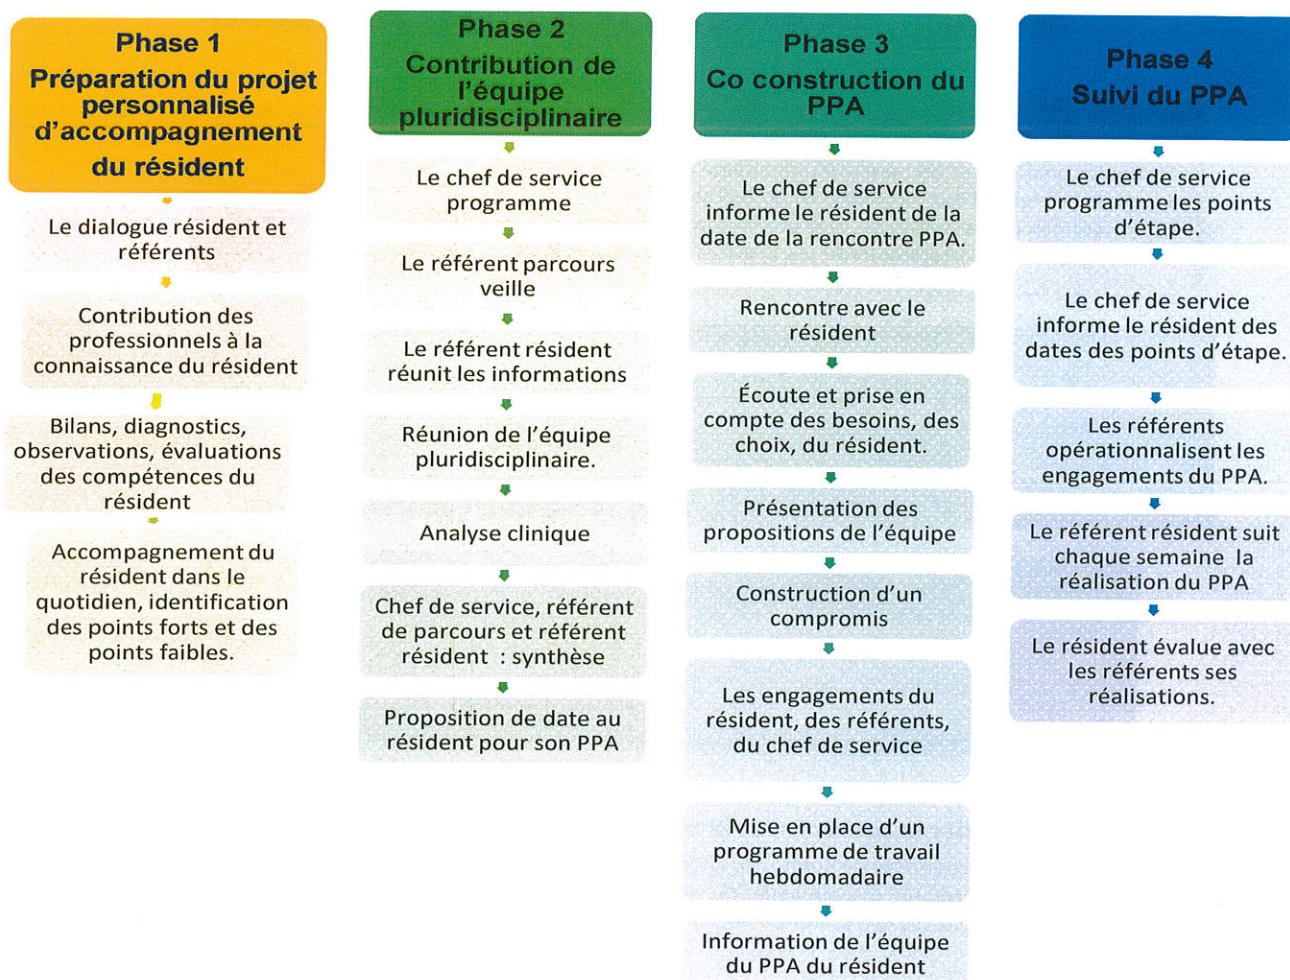 Phase 1
Préparation du projet
personnalisé
d'accompagnement
du résident
Le dialogue résident et
référents
Contribution des
professionnels à la
connaissance du résident
Bilans, diagnostics,
observations, évaluations
des compétences du
résident
Accompagnement du
résident dans le
quotidien, identification
des points forts et des
points faibles.
Phase 2
Contribution de
l'équipe
pluridisciplinaire
Le chef de service
programme
Le référent parcours
veille
Le référent résident
réunit les informations
Réunion de l'équipe
pluridisciplinaire.
Analyse clinique
Chef de service, référent
de parcours et référent
résident : synthèse
Proposition de date au
résident pour son PPA
Phase 3
Co construction du
PPA
Le chef de service
informe le résident de la
date de la rencontre PPA.
Rencontre avec le
résident
Écoute et prise en
compte des besoins, des
choix, du résident.
Présentation des
propositions de l'équipe
Construction d'un
compromis
Les engagements du
résident, des référents,
du chef de service
Mise en place d'un
programme de travail
hebdomadaire
Information de l'équipe
du PPA du résident
Phase 4
Suivi du PPA
Le chef de service
programme les points
d'étape.
Le chef de service
informe le résident des
dates des points d'étape.
Les référents
opérationnalisent les
engagements du PPA.
Le référent résident suit
chaque semaine la
réalisation du PPA
Le résident évalue avec
les référents ses
réalisations.